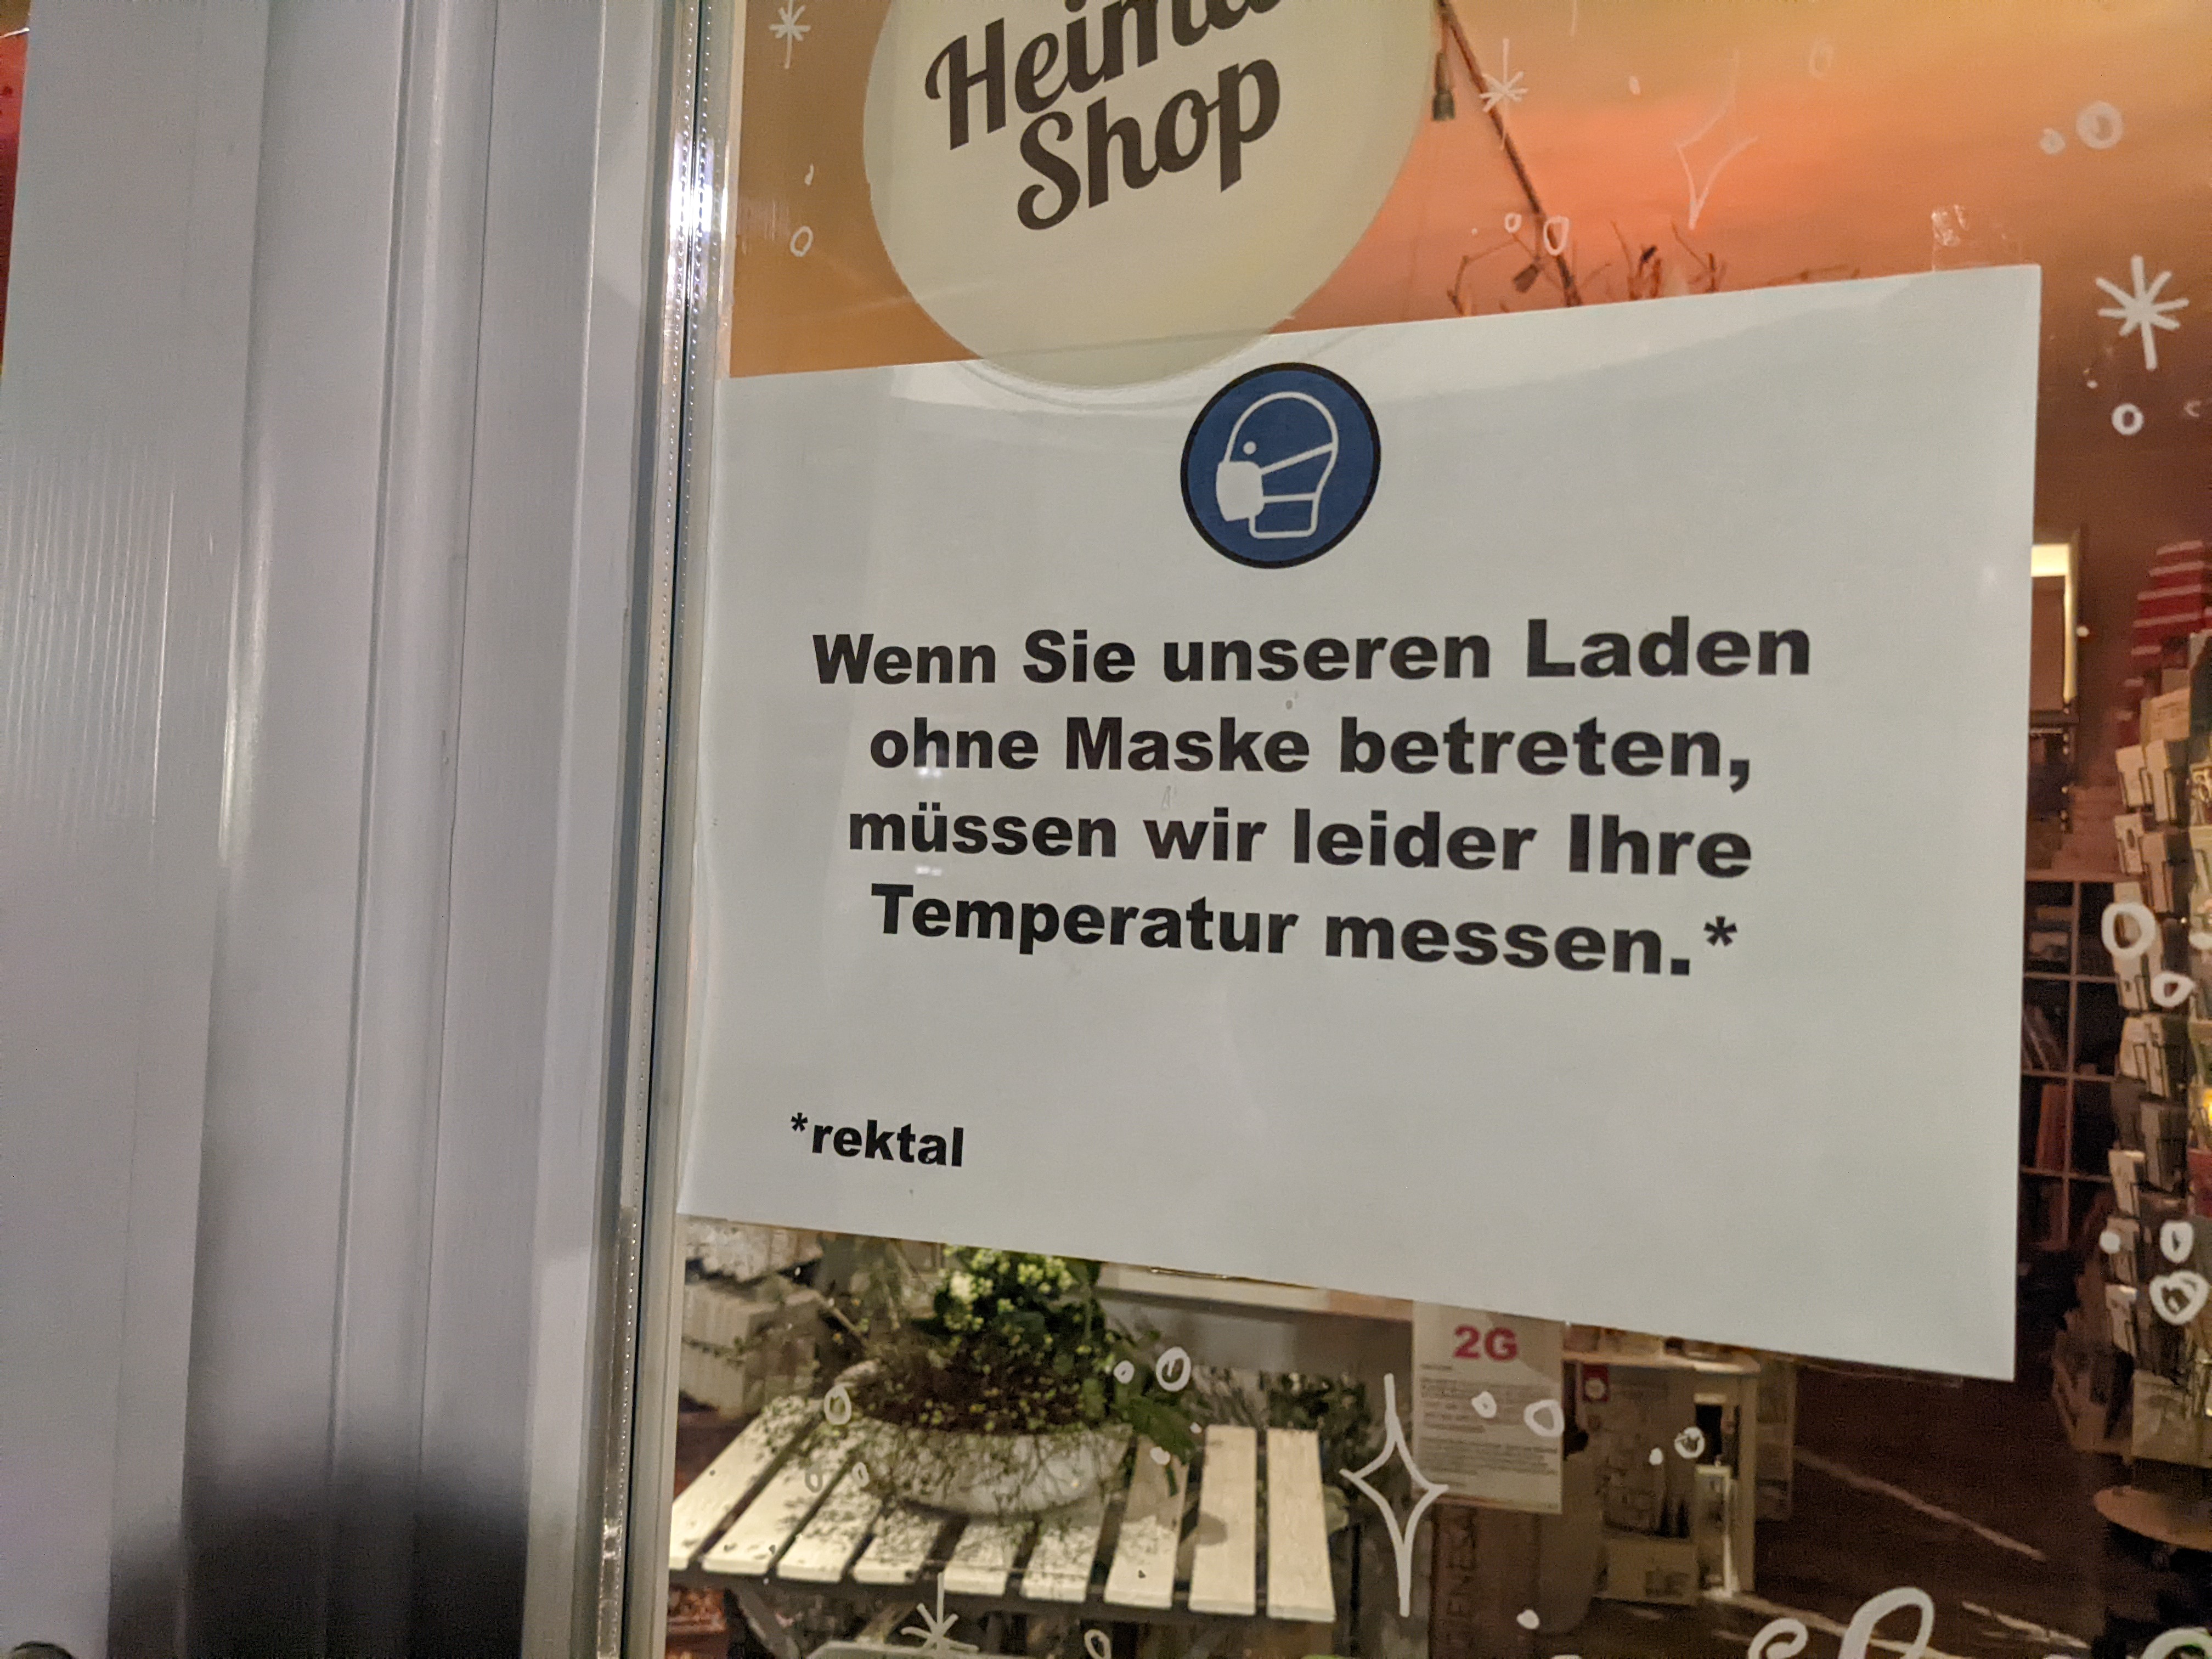 Shop
Wenn Sie unseren Laden
ohne Maske betreten,
müssen wir leider Ihre
Temperatur messen.*
*rektal
2G